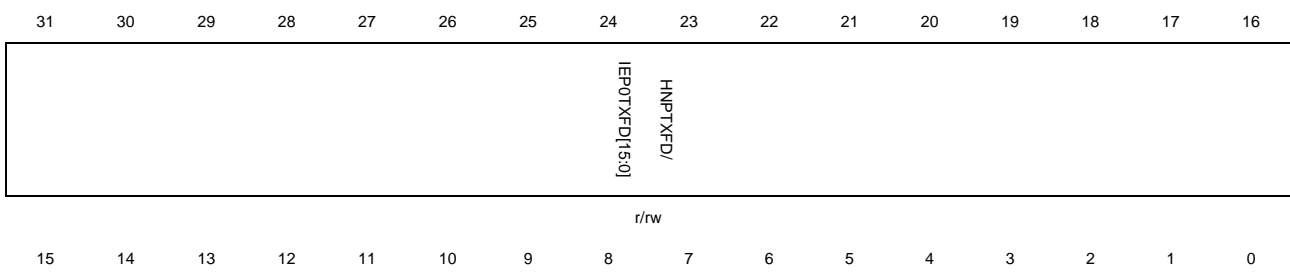 31 30 29 28 27 26 25 24 23 22 21 20 19 18 17 16
HNPTXFD/
IEP0TXFD[15:0]
r/rw
15 14 13 12 11 10 9 8 7 6 5 4 3 2 1 0